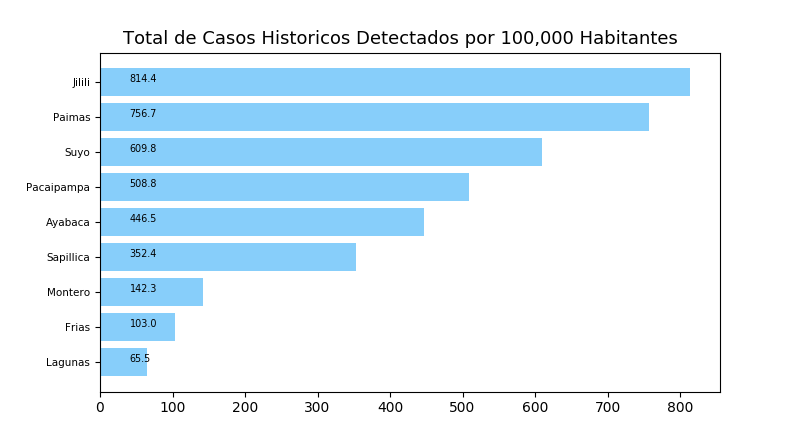 Total de Casos Historicos Detectados por 100,000 Habitantes
Jilili 814.4
Paimas 756.7
Suyo 609.8
Pacaipampa 508.8
Ayabaca 446.5
Sapillica 352.4
Montero 142.3
Frias 103.0
Lagunas 65.5
0 100 200 300 400 500 600 700 800